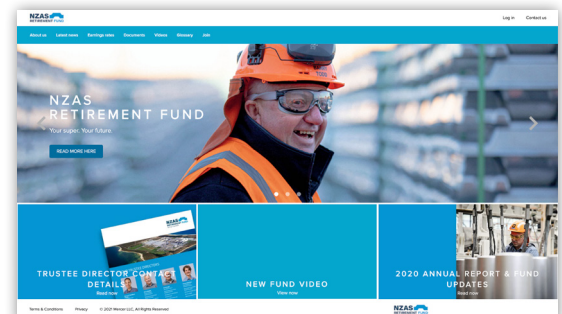 NZAS
RETIREMENT FUND
Log in Contact us
About us Latest news Earnings rates Documents Videos Glossary Join
NZAS
RETIREMENT FUND
Your super. Your future.
READ MORE HERE
NZAS
TRUSTEE DIRECTOR CONTACT
DETAILS
Read now
NEW FUND VIDEO
View now
2020 ANNUAL REPORT & FUND
UPDATES
Read now
Terms & Conditions Privacy © 2021 Mercer LLC, All Rights Reserved
NZAS
RETIREMENT FUND